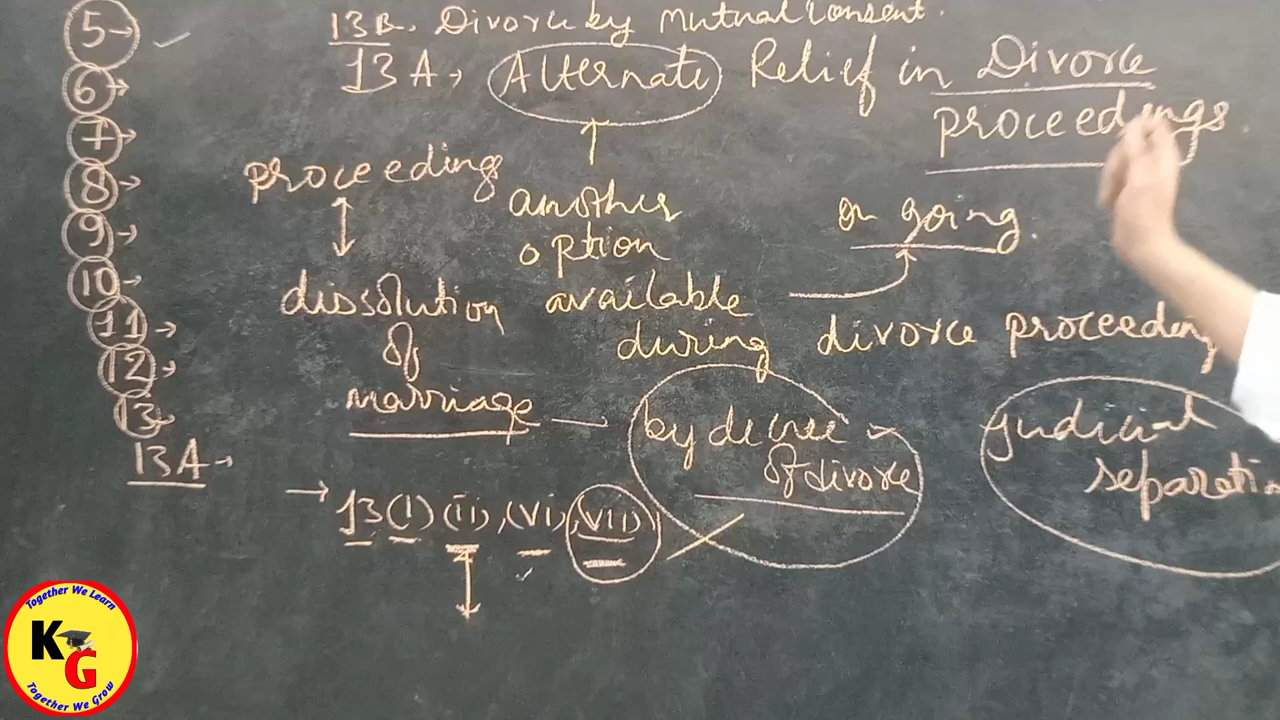 5→
6→
7→
8→
9→
10→
11→
12→
13→
13A→
13B. Divorce by Mutual Consent.
13A→ Alternate Relief in Divorce
proceedings.
proceedings
dissolution
of
marriage — by decree
of divorce
another
option
available
during divorce proceeding
on going.
judicial
separation
→ 13(1)(ii),(vi),(vii)
Together We Learn
KG
Together We Grow